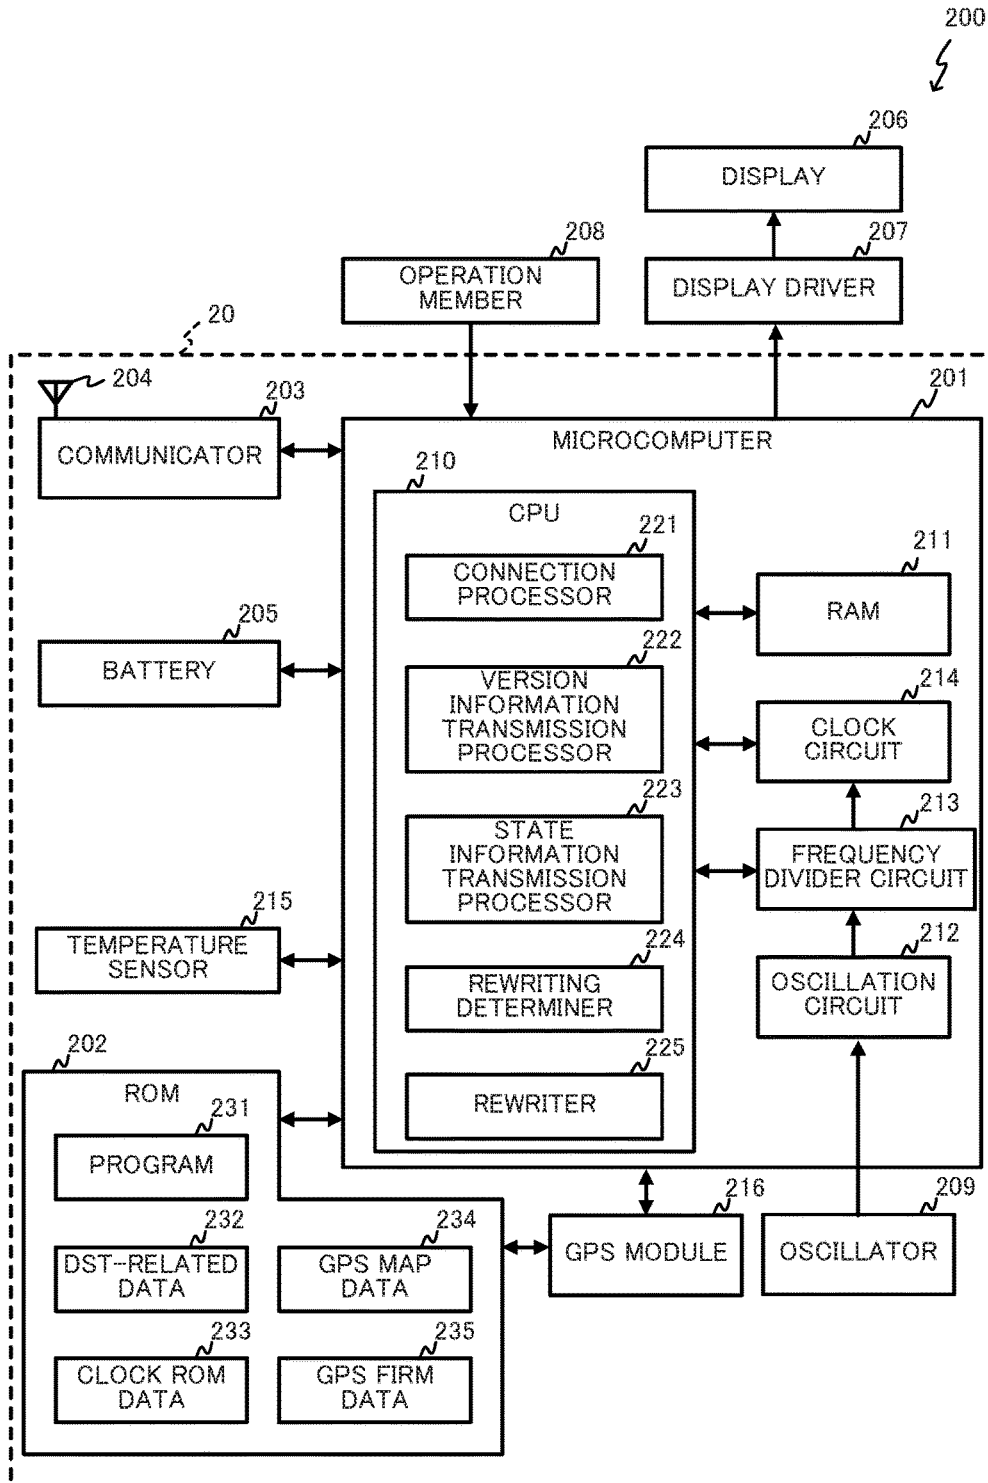 200
206
DISPLAY
208
OPERATION
MEMBER
207
DISPLAY DRIVER
20
204
203
COMMUNICATOR
201
MICROCOMPUTER
210
CPU
221
CONNECTION
PROCESSOR
211
RAM
205
BATTERY
222
VERSION
INFORMATION
TRANSMISSION
PROCESSOR
214
CLOCK
CIRCUIT
223
STATE
INFORMATION
TRANSMISSION
PROCESSOR
213
FREQUENCY
DIVIDER CIRCUIT
215
TEMPERATURE
SENSOR
224
REWRITING
DETERMINER
212
OSCILLATION
CIRCUIT
225
REWRITER
202
ROM
231
PROGRAM
232
DST-RELATED
DATA
234
GPS MAP
DATA
233
CLOCK ROM
DATA
235
GPS FIRM
DATA
216
GPS MODULE
209
OSCILLATOR